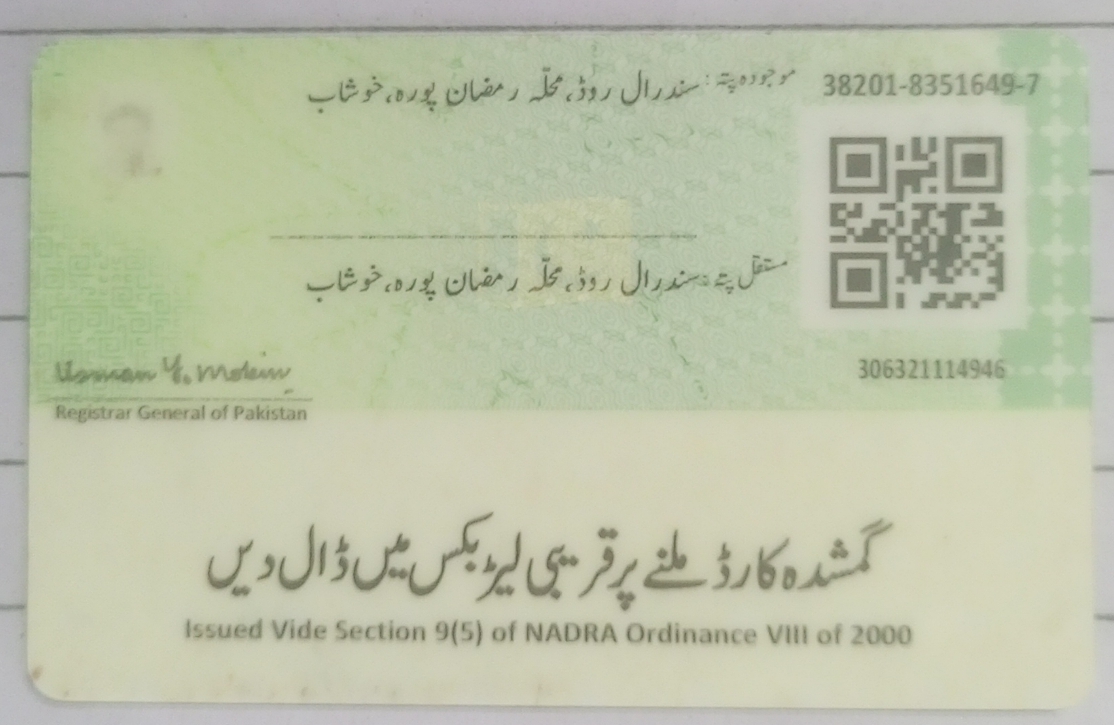 موجودہ پتہ: سندرال روڈ، محلّہ رمضان پورہ، خوشاب
38201-8351649-7
مستقل پتہ: سندرال روڈ، محلّہ رمضان پورہ، خوشاب
306321114946
Usman Y. Mobin
Registrar General of Pakistan
گمشدہ کارڈ ملنے پر قریبی لیٹر بکس میں ڈال دیں
Issued Vide Section 9(5) of NADRA Ordinance VIII of 2000